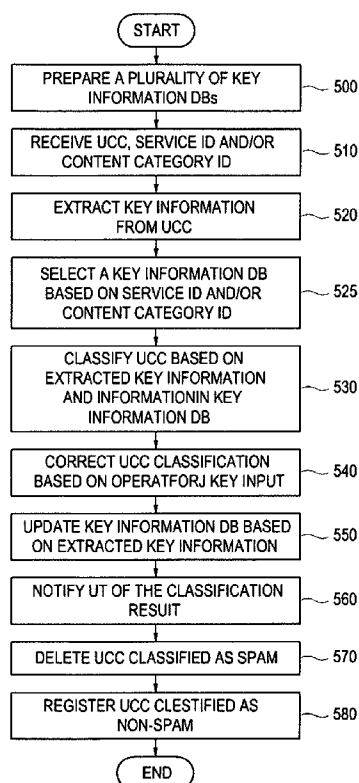 START
PREPARE A PLURALITY OF KEY
INFORMATION DBs
500
RECEIVE UCC, SERVICE ID AND/OR
CONTENT CATEGORY ID
510
EXTRACT KEY INFORMATION
FROM UCC
520
SELECT A KEY INFORMATION DB
BASED ON SERVICE ID AND/OR
CONTENT CATEGORY ID
525
CLASSIFY UCC BASED ON
EXTRACTED KEY INFORMATION
AND INFORMATIONIN KEY
INFORMATION DB
530
CORRECT UCC CLASSIFICATION
BASED ON OPERATFORJ KEY INPUT
540
UPDATE KEY INFORMATION DB BASED
ON EXTRACTED KEY INFORMATION
550
NOTIFY UT OF THE CLASSIFICATION
RESUIT
560
DELETE UCC CLASSIFIED AS SPAM
570
REGISTER UCC CLESTIFIED AS
NON-SPAM
580
END